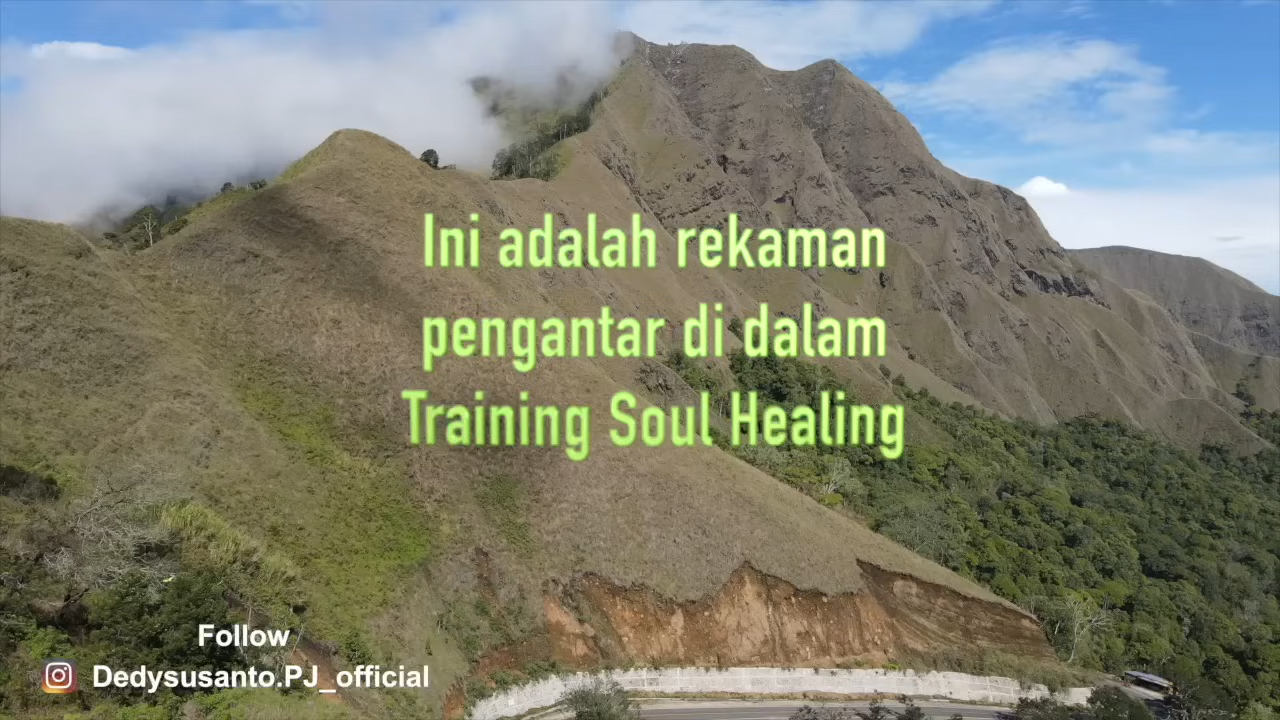 Ini adalah rekaman
pengantar di dalam
Training Soul Healing
Follow
Dedysusanto.PJ_official